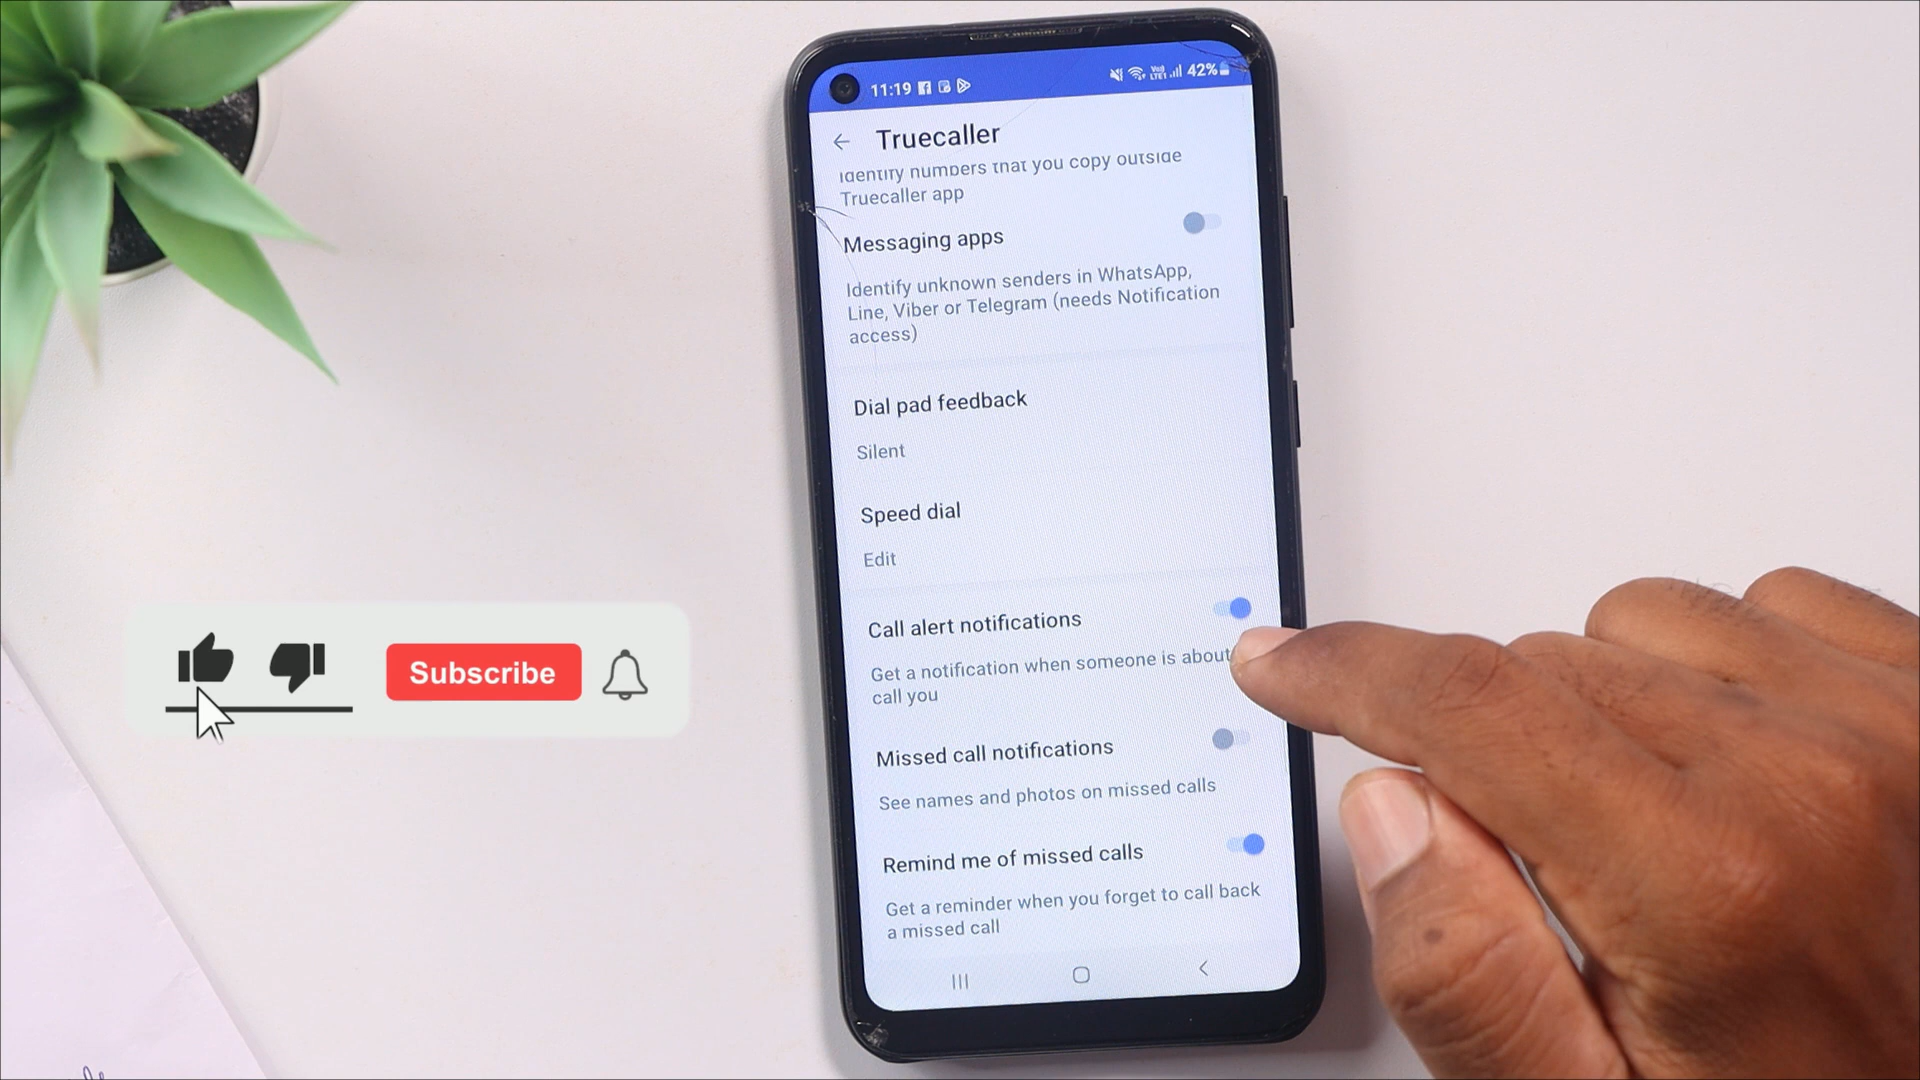 11:19
VoD
LTE1
42%
Truecaller
Identify numbers that you copy outside
Truecaller app
Messaging apps
Identify unknown senders in WhatsApp,
Line, Viber or Telegram (needs Notification
access)
Dial pad feedback
Silent
Speed dial
Edit
Call alert notifications
Get a notification when someone is about
call you
Missed call notifications
See names and photos on missed calls
Remind me of missed calls
Get a reminder when you forget to call back
a missed call
Subscribe